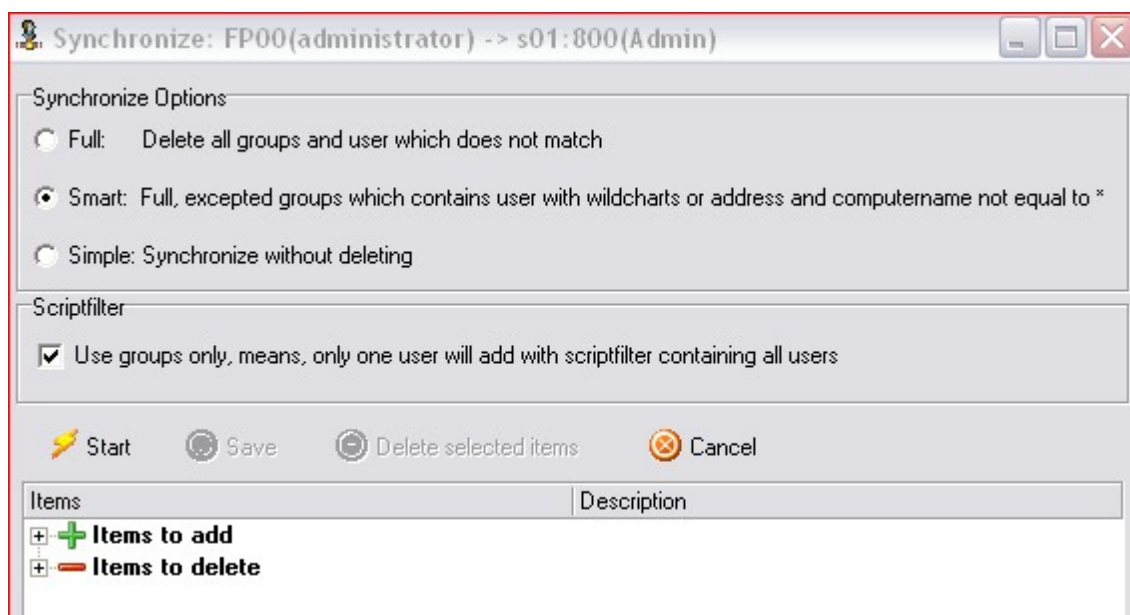 Synchronize: FP00(administrator) -> s01:800(Admin)
Synchronize Options
Full: Delete all groups and user which does not match
Smart: Full, excepted groups which contains user with wildcharts or address and computername not equal to *
Simple: Synchronize without deleting
Scriptfilter
Use groups only, means, only one user will add with scriptfilter containing all users
Start Save Delete selected items Cancel
Items Description
Items to add
Items to delete